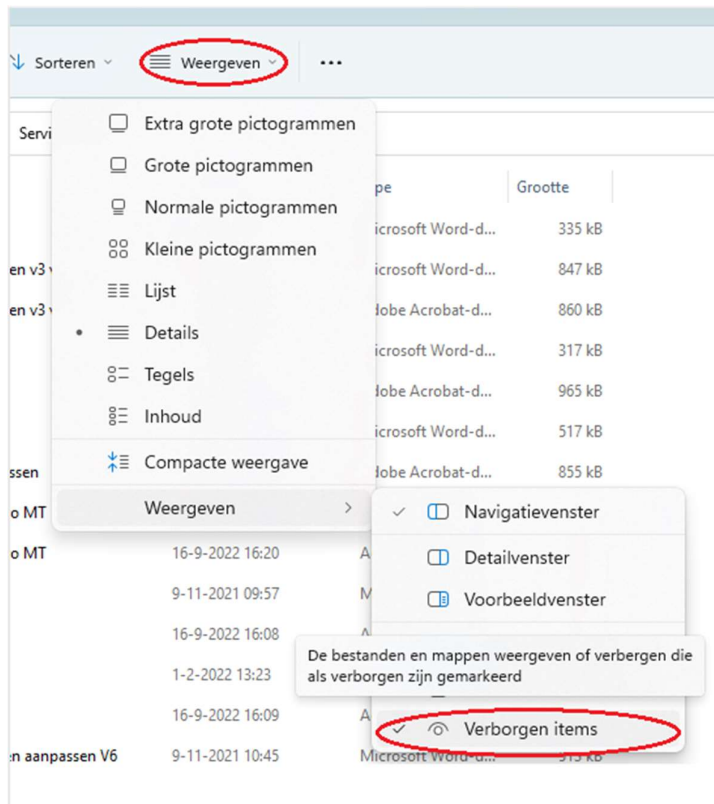 Sorteren
Weergeven
Servi
Extra grote pictogrammen
Grote pictogrammen
Normale pictogrammen
Kleine pictogrammen
Lijst
Details
Tegels
Inhoud
Compacte weergave
Weergeven
pe Grootte
icrosoft Word-d... 335 kB
en v3 icrosoft Word-d... 847 kB
en v3 dobe Acrobat-d... 860 kB
icrosoft Word-d... 317 kB
dobe Acrobat-d... 965 kB
icrosoft Word-d... 517 kB
ssen dobe Acrobat-d... 855 kB
o MT
o MT 16-9-2022 16:20 A
9-11-2021 09:57 M
16-9-2022 16:08
1-2-2022 13:23
16-9-2022 16:09 A
n aanpassen V6 9-11-2021 10:45 Microsoft Word-d... 515 kB
Navigatievenster
Detailvenster
Voorbeeldvenster
De bestanden en mappen weergeven of verbergen die
als verborgen zijn gemarkeerd
Verborgen items